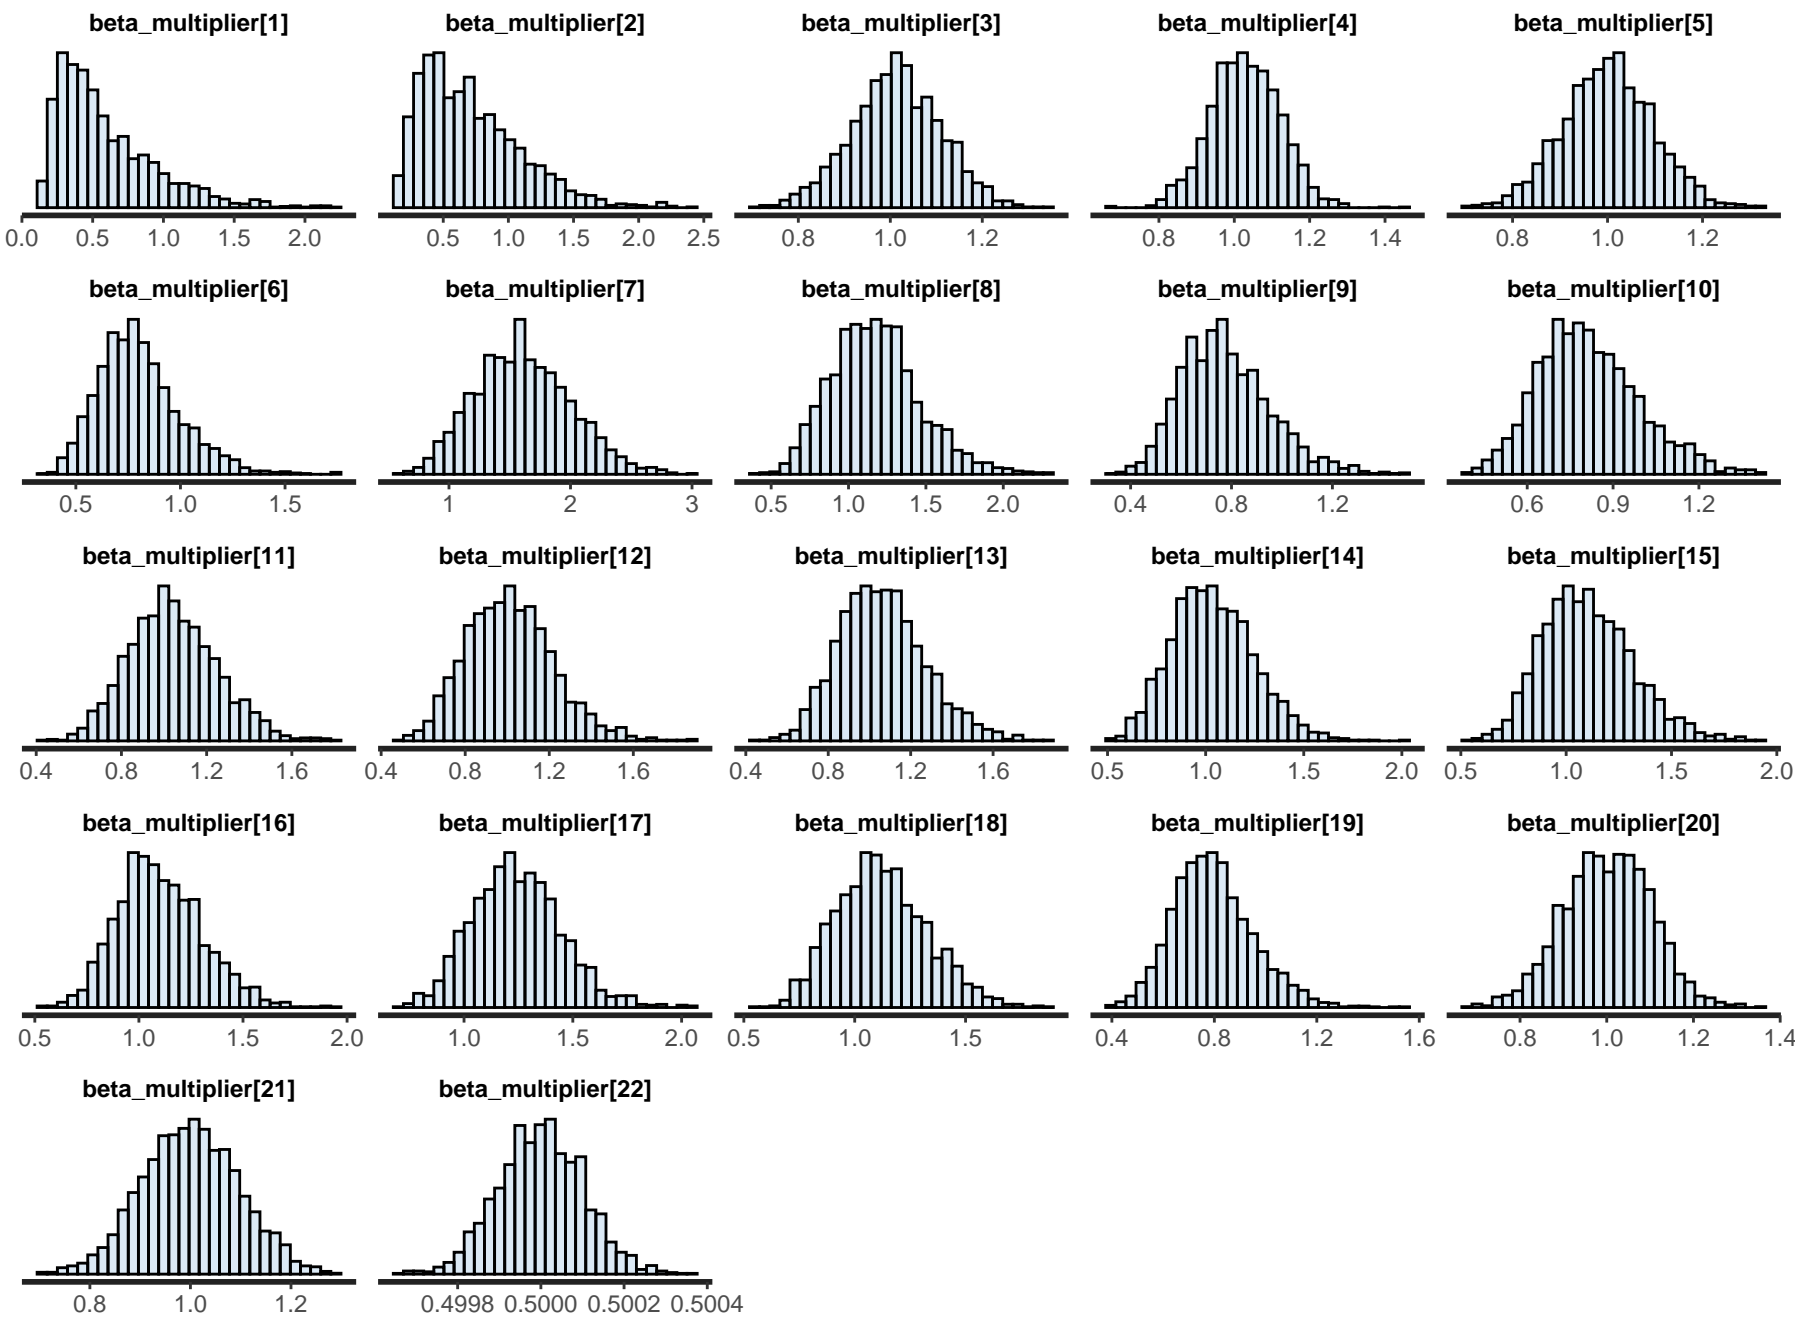 beta_multiplier[1] beta_multiplier[2] beta_multiplier[3] beta_multiplier[4] beta_multiplier[5]
0.0 0.5 1.0 1.5 2.0 0.5 1.0 1.5 2.0 2.5 0.8 1.0 1.2 0.8 1.0 1.2 1.4 0.8 1.0 1.2
beta_multiplier[6] beta_multiplier[7] beta_multiplier[8] beta_multiplier[9] beta_multiplier[10]
0.5 1.0 1.5 1 2 3 0.5 1.0 1.5 2.0 0.4 0.8 1.2 0.6 0.9 1.2
beta_multiplier[11] beta_multiplier[12] beta_multiplier[13] beta_multiplier[14] beta_multiplier[15]
0.4 0.8 1.2 1.6 0.4 0.8 1.2 1.6 0.4 0.8 1.2 1.6 0.5 1.0 1.5 2.0 0.5 1.0 1.5 2.0
beta_multiplier[16] beta_multiplier[17] beta_multiplier[18] beta_multiplier[19] beta_multiplier[20]
0.5 1.0 1.5 2.0 1.0 1.5 2.0 0.5 1.0 1.5 0.4 0.8 1.2 1.6 0.8 1.0 1.2 1.4
beta_multiplier[21] beta_multiplier[22]
0.8 1.0 1.2 0.4998 0.5000 0.5002 0.5004